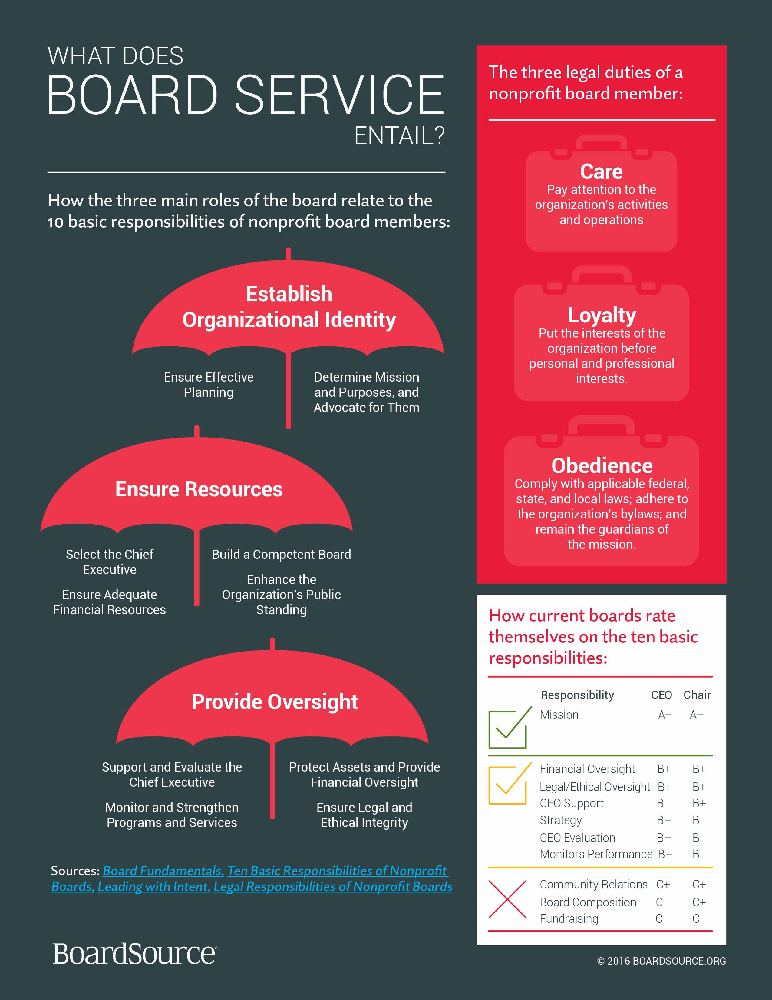 WHAT DOES
BOARD SERVICE
ENTAIL?
How the three main roles of the board relate to the
10 basic responsibilities of nonprofit board members:
Establish
Organizational Identity
Ensure Effective
Planning
Determine Mission
and Purposes, and
Advocate for Them
Ensure Resources
Select the Chief
Executive
Ensure Adequate
Financial Resources
Build a Competent Board
Enhance the
Organization's Public
Standing
Provide Oversight
Support and Evaluate the
Chief Executive
Monitor and Strengthen
Programs and Services
Protect Assets and Provide
Financial Oversight
Ensure Legal and
Ethical Integrity
Sources: Board Fundamentals, Ten Basic Responsibilities of Nonprofit
Boards, Leading with Intent, Legal Responsibilities of Nonprofit Boards
BoardSource®
The three legal duties of a
nonprofit board member:
Care
Pay attention to the
organization's activities
and operations
Loyalty
Put the interests of the
organization before
personal and professional
interests.
Obedience
Comply with applicable federal,
state, and local laws; adhere to
the organization's bylaws; and
remain the guardians of
the mission.
How current boards rate
themselves on the ten basic
responsibilities:
Responsibility CEO Chair
Mission A– A–
Financial Oversight B+ B+
Legal/Ethical Oversight B+ B+
CEO Support B B+
Strategy B– B
CEO Evaluation B– B
Monitors Performance B– B
Community Relations C+ C+
Board Composition C C+
Fundraising C C
© 2016 BOARDSOURCE.ORG